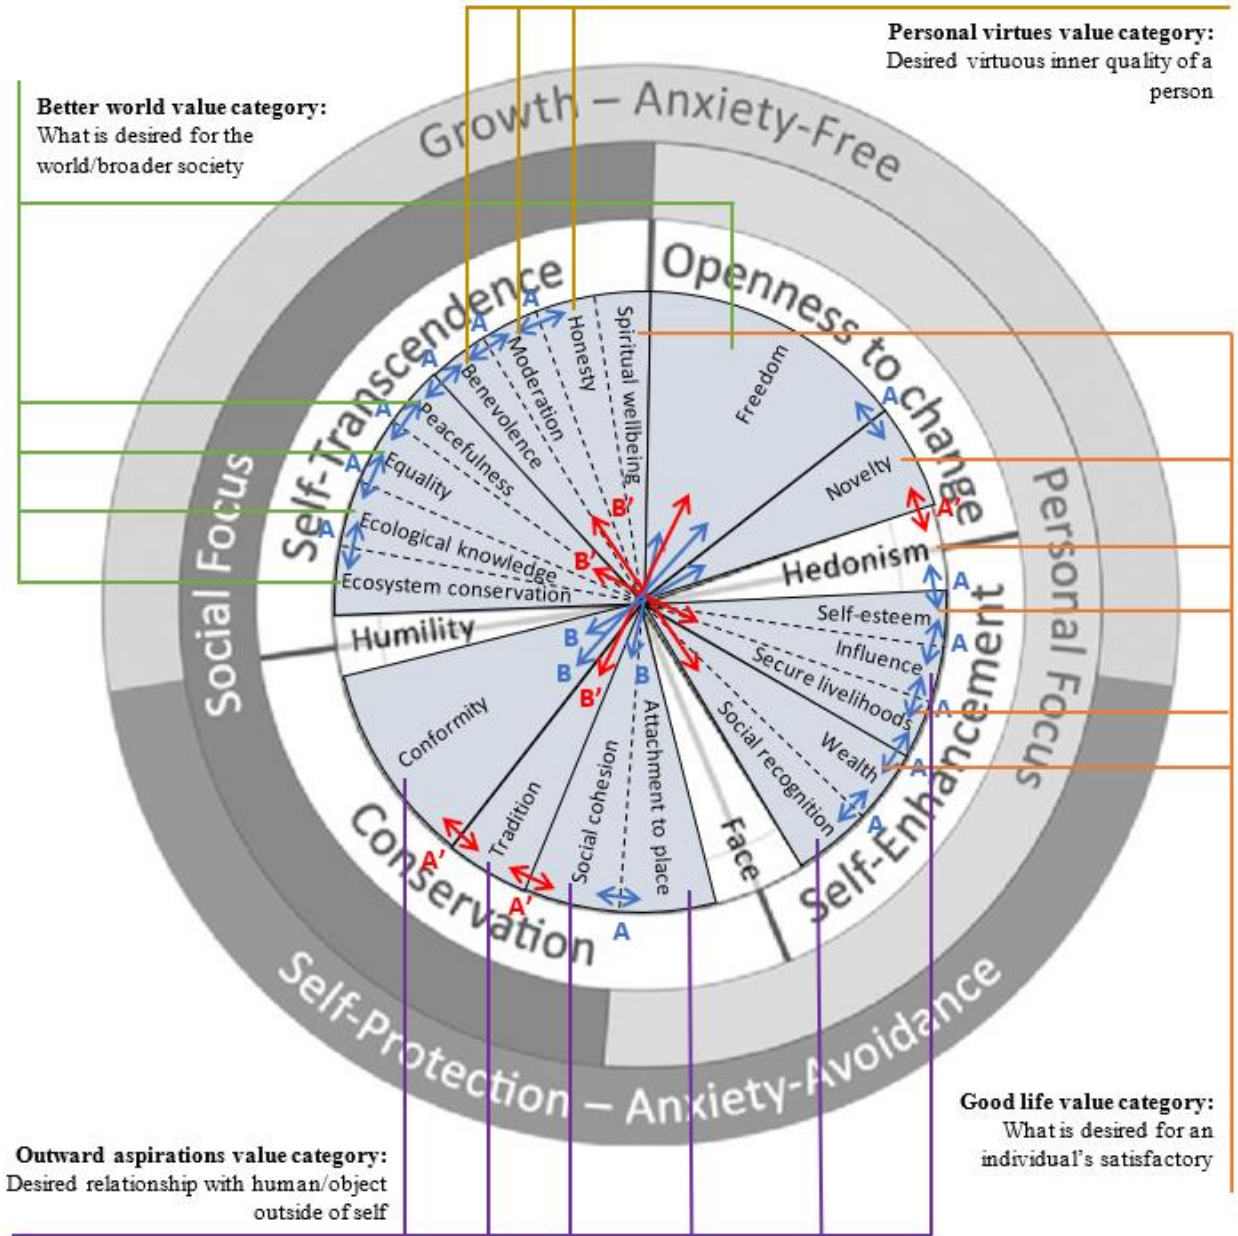 Personal virtues value category:
Desired virtuous inner quality of a
person
Better world value category:
What is desired for the
world/broader society
Growth – Anxiety-Free
Social Focus
Personal Focus
Self-Protection – Anxiety-Avoidance
Self-Transcendence
Openness to change
Self-Enhancement
Conservation
Spiritual wellbeing
Honesty
Moderation
Benevolence
Peacefulness
Equality
Ecological knowledge
Ecosystem conservation
Humility
Conformity
Tradition
Social cohesion
Attachment to place
Face
Social recognition
Wealth
Secure livelihoods
Influence
Self-esteem
Hedonism
Novelty
Freedom
A
A
A
A
A
A
A
A'
A
A
A
A
A
A
A'
A'
B'
B'
B
B
B'
B
Good life value category:
What is desired for an
individual's satisfactory
Outward aspirations value category:
Desired relationship with human/object
outside of self